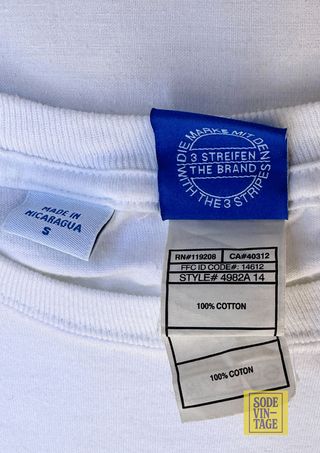 DIE MARKE MIT DEN
3 STREIFEN
THE BRAND
WITH THE 3 STRIPES
MADE IN
NICARAGUA
S
RN#119208 CA#40312
FFC ID CODE#: 14612
STYLE# 4982A 14
100% COTTON
100% COTON
SODE
VIN-
TAGE